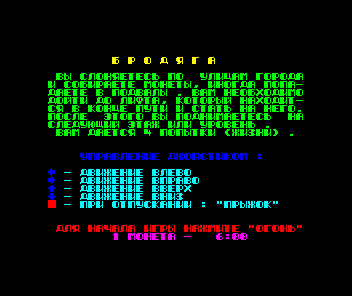 Б Р О Д Я Г А
ВЫ СЛОНЯЕТЕСЬ ПО УЛИЦАМ ГОРОДА
И СОБИРАЕТЕ МОНЕТЫ, ИНОГДА ПОПА-
ДАЕТЕ В ПОДВАЛЫ . ВАМ НЕОБХОДИМО
ДОЙТИ ДО ЛИФТА, КОТОРЫЙ НАХОДИТ-
СЯ В КОНЦЕ ПУТИ И СТАТЬ НА НЕГО.
ПОСЛЕ ЭТОГО ВЫ ПОДНИМАЕТЕСЬ НА
СЛЕДУЮЩИЙ ЭТАЖ ИЛИ УРОВЕНЬ .
ВАМ ДАЕТСЯ 4 ПОПЫТКИ (ЖИЗНИ) .
УПРАВЛЕНИЕ ДЖОЙСТИКОМ :
← - ДВИЖЕНИЕ ВЛЕВО
→ - ДВИЖЕНИЕ ВПРАВО
↑ - ДВИЖЕНИЕ ВВЕРХ
↓ - ДВИЖЕНИЕ ВНИЗ
- ПРИ ОТПУСКАНИИ : "ПРЫЖОК"
ДЛЯ НАЧАЛА ИГРЫ НАЖМИТЕ "ОГОНЬ"
1 МОНЕТА - 6:00